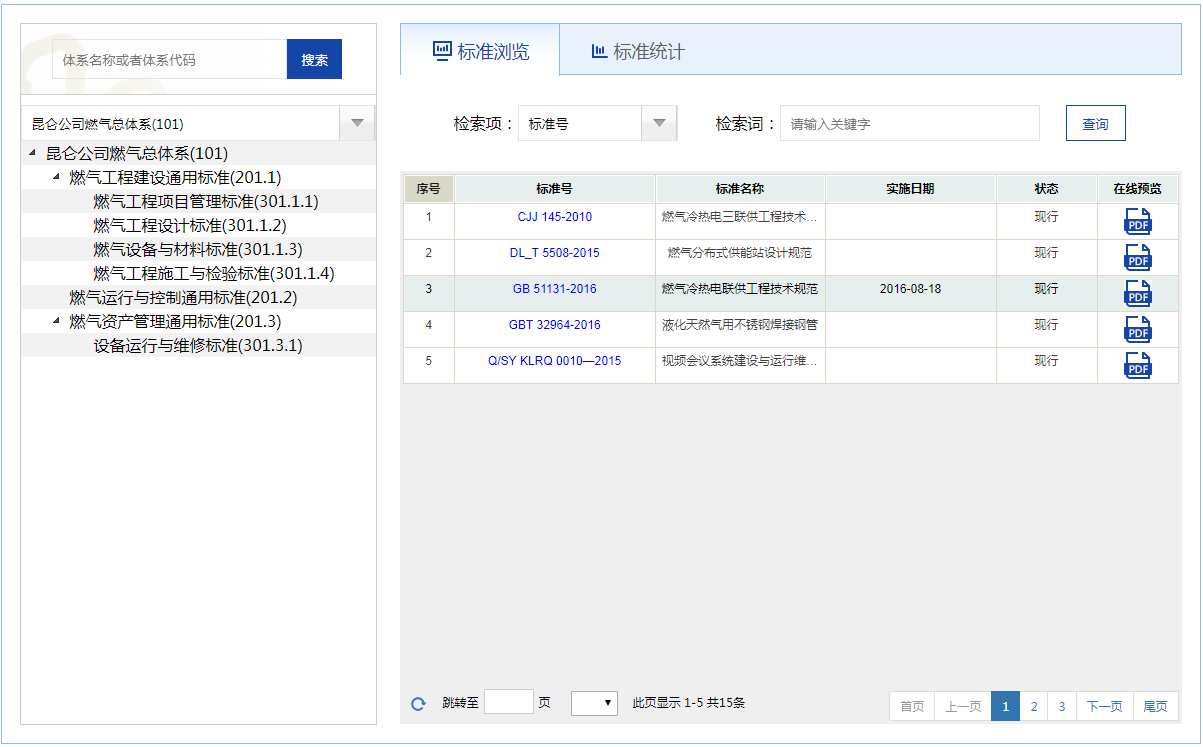 体系名称或者体系代码 搜索
昆仑公司燃气总体系(101)
昆仑公司燃气总体系(101)
燃气工程建设通用标准(201.1)
燃气工程项目管理标准(301.1.1)
燃气工程设计标准(301.1.2)
燃气设备与材料标准(301.1.3)
燃气工程施工与检验标准(301.1.4)
燃气运行与控制通用标准(201.2)
燃气资产管理通用标准(201.3)
设备运行与维修标准(301.3.1)
标准浏览 标准统计
检索项： 标准号 检索词： 请输入关键字 查询
序号 标准号 标准名称 实施日期 状态 在线预览
1 CJJ 145-2010 燃气冷热电三联供工程技术... 现行 PDF
2 DL_T 5508-2015 燃气分布式供能站设计规范 现行 PDF
3 GB 51131-2016 燃气冷热电联供工程技术规范 2016-08-18 现行 PDF
4 GBT 32964-2016 液化天然气用不锈钢焊接钢管 现行 PDF
5 Q/SY KLRQ 0010—2015 视频会议系统建设与运行维... 现行 PDF
跳转至 页 此页显示 1-5 共15条 首页 上一页 1 2 3 下一页 尾页